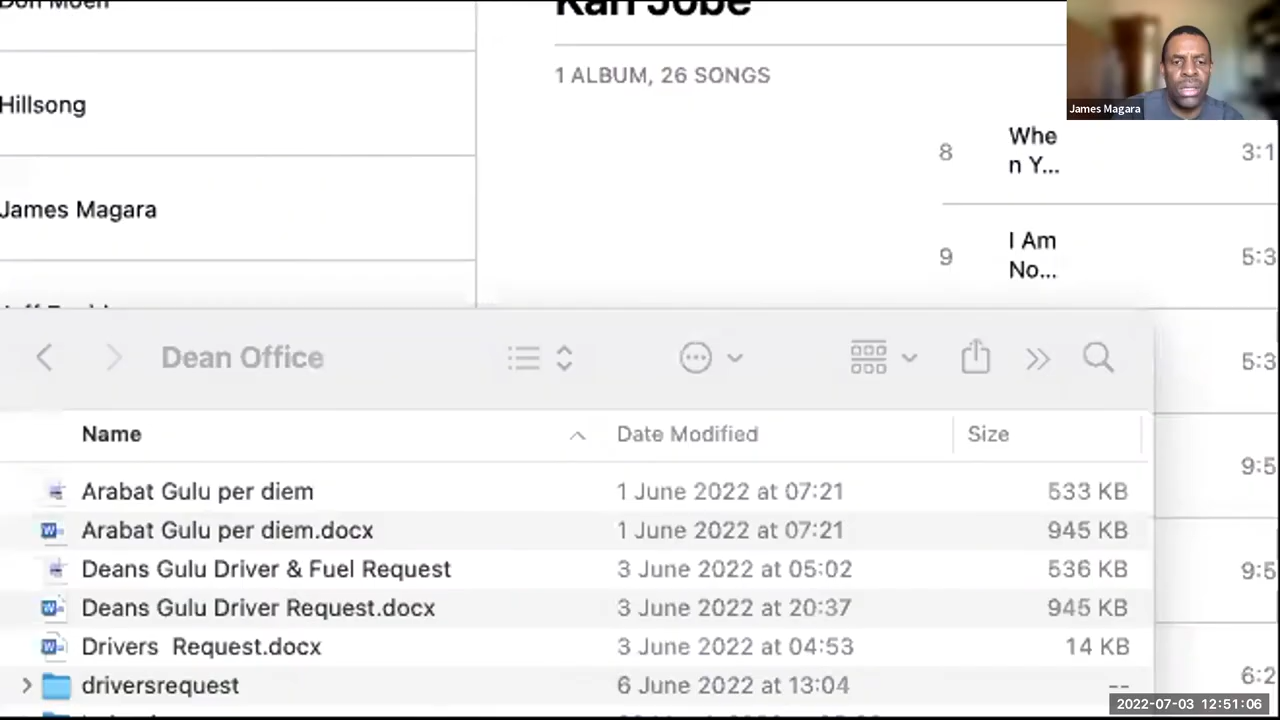 Don Moen
Kari Jobe
1 ALBUM, 26 SONGS
James Magara
Hillsong
8
Whe
n Y...
3:1
James Magara
9
I Am
No...
5:3
Dean Office
5:3
Name
Date Modified
Size
9:5
Arabat Gulu per diem
1 June 2022 at 07:21
533 KB
Arabat Gulu per diem.docx
1 June 2022 at 07:21
945 KB
Deans Gulu Driver & Fuel Request
3 June 2022 at 05:02
536 KB
9:5
Deans Gulu Driver Request.docx
3 June 2022 at 20:37
945 KB
Drivers  Request.docx
3 June 2022 at 04:53
14 KB
driversrequest
6 June 2022 at 13:04
--
6:2
2022-07-03 12:51:06